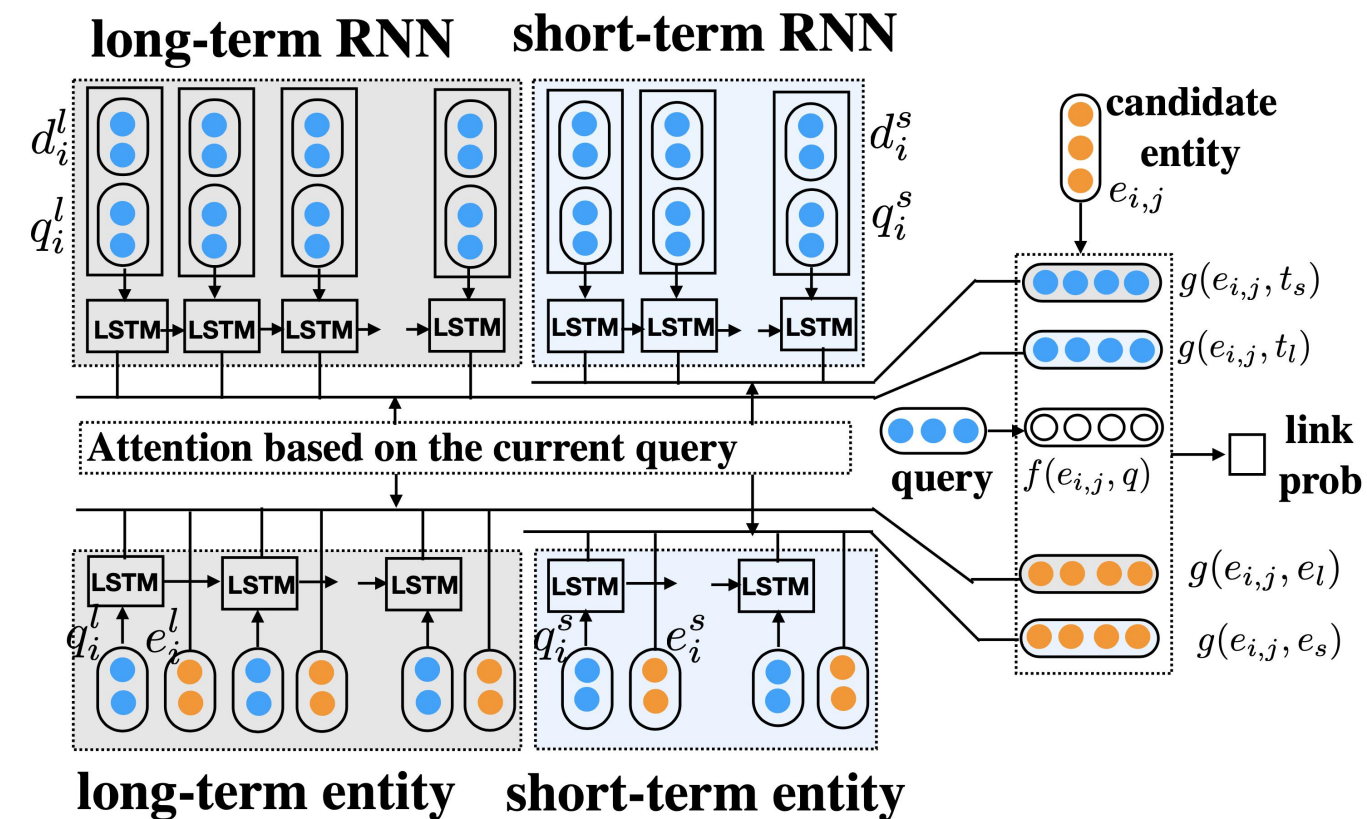 long-term RNN
short-term RNN
d_i^l
q_i^l
d_i^s
q_i^s
LSTM LSTM LSTM LSTM
LSTM LSTM LSTM
candidate
entity
e_{i,j}
g(e_{i,j}, t_s)
g(e_{i,j}, t_l)
Attention based on the current query
query
f(e_{i,j}, q)
link
prob
g(e_{i,j}, e_l)
g(e_{i,j}, e_s)
LSTM LSTM LSTM
LSTM LSTM
q_i^l e_i^l
q_i^s e_i^s
long-term entity
short-term entity